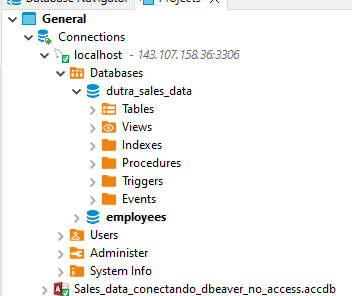 Database Navigator Projects
General
Connections
localhost - 143.107.158.36:3306
Databases
dutra_sales_data
Tables
Views
Indexes
Procedures
Triggers
Events
employees
Users
Administer
System Info
Sales_data_conectando_dbeaver_no_access.accdb